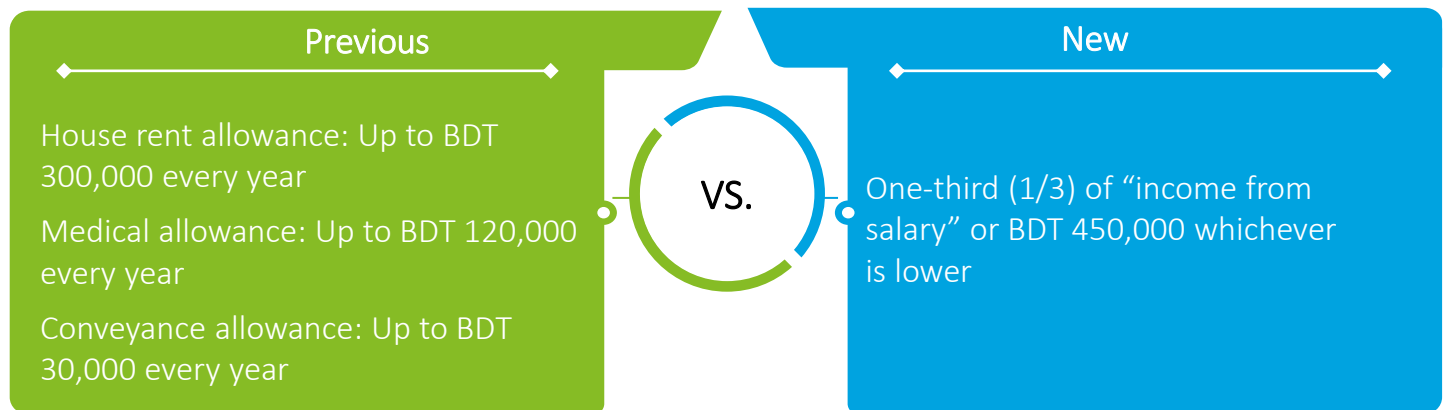 Previous
House rent allowance: Up to BDT
300,000 every year
Medical allowance: Up to BDT 120,000
every year
Conveyance allowance: Up to BDT
30,000 every year
VS.
New
One-third (1/3) of “income from
salary” or BDT 450,000 whichever
is lower